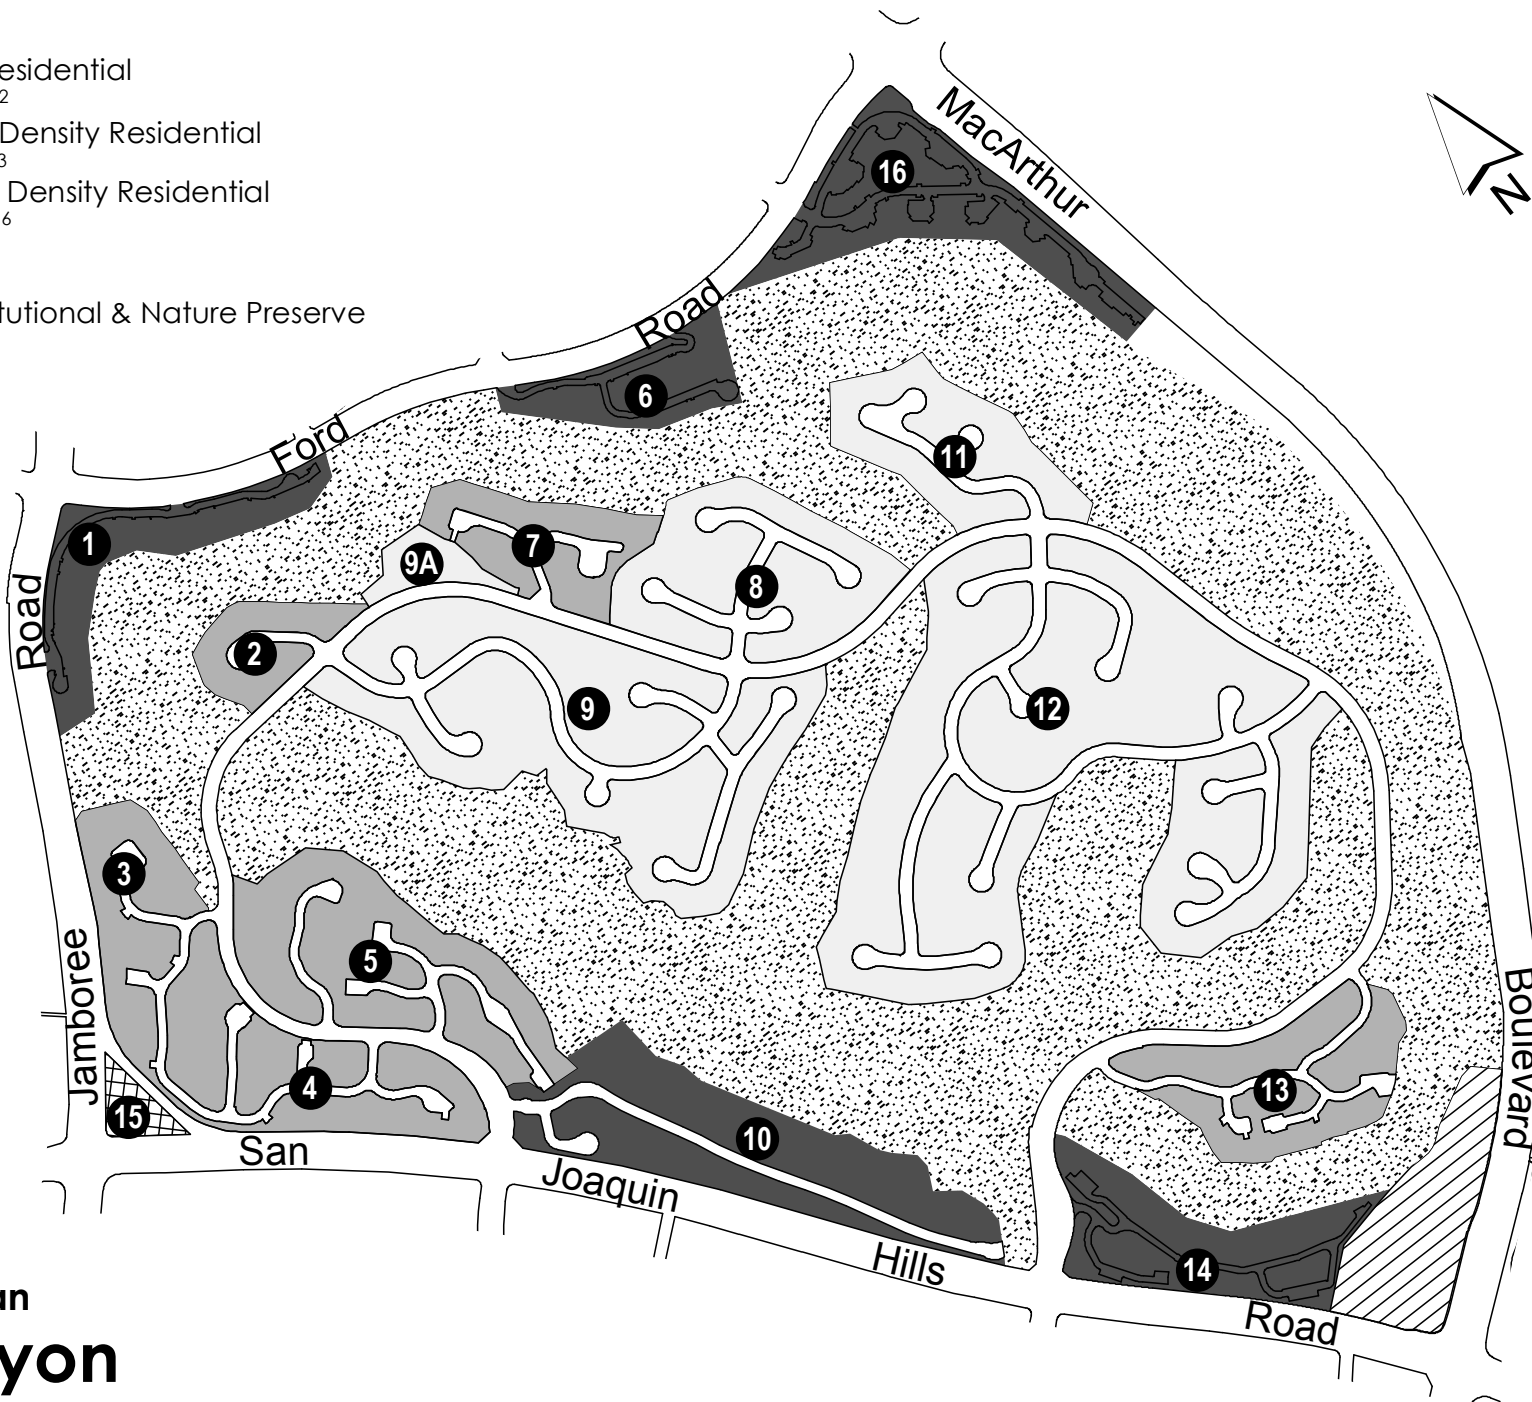 esidential
2
Density Residential
3
Density Residential
6
tutional & Nature Preserve
MacArthur
N
16
Road
6
Ford
11
1
7
9A
8
Road
2
9
12
3
5
Jamboree
Boulevard
4
13
15
10
San
Joaquin
Hills
14
Road
an
yon